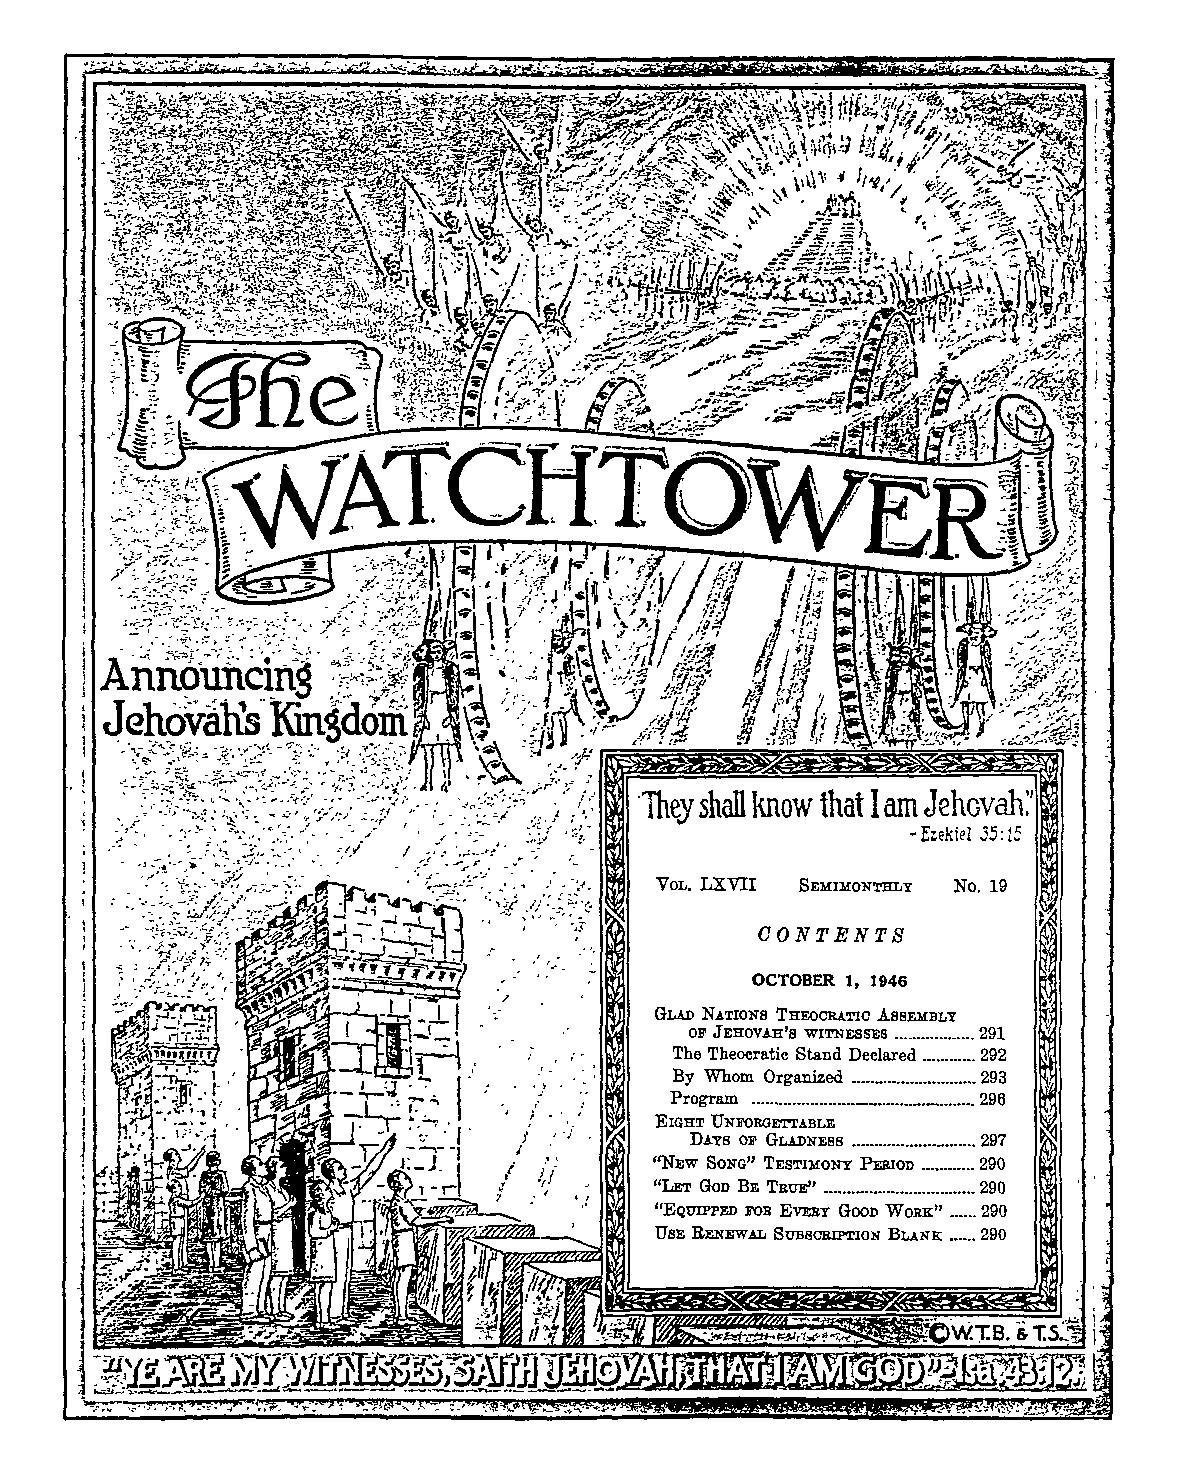 The
WATCHTOWER
Announcing
Jehovah's Kingdom
"They shall know that I am Jehovah."
- Ezekiel 35:15
VOL. LXVII SEMIMONTHLY No. 19
CONTENTS
OCTOBER 1, 1946
GLAD NATIONS THEOCRATIC ASSEMBLY
OF JEHOVAH'S WITNESSES .................... 291
The Theocratic Stand Declared ............ 292
By Whom Organized ............................ 293
Program .................................................. 296
EIGHT UNFORGETTABLE
DAYS OF GLADNESS ............................ 297
"NEW SONG" TESTIMONY PERIOD ............ 290
"LET GOD BE TRUE" .................................. 290
"EQUIPPED FOR EVERY GOOD WORK" ...... 290
USE RENEWAL SUBSCRIPTION BLANK ...... 290
©W.T.B. & T.S.
"YE ARE MY WITNESSES, SAITH JEHOVAH, THAT I AM GOD."-Isa. 43:12.